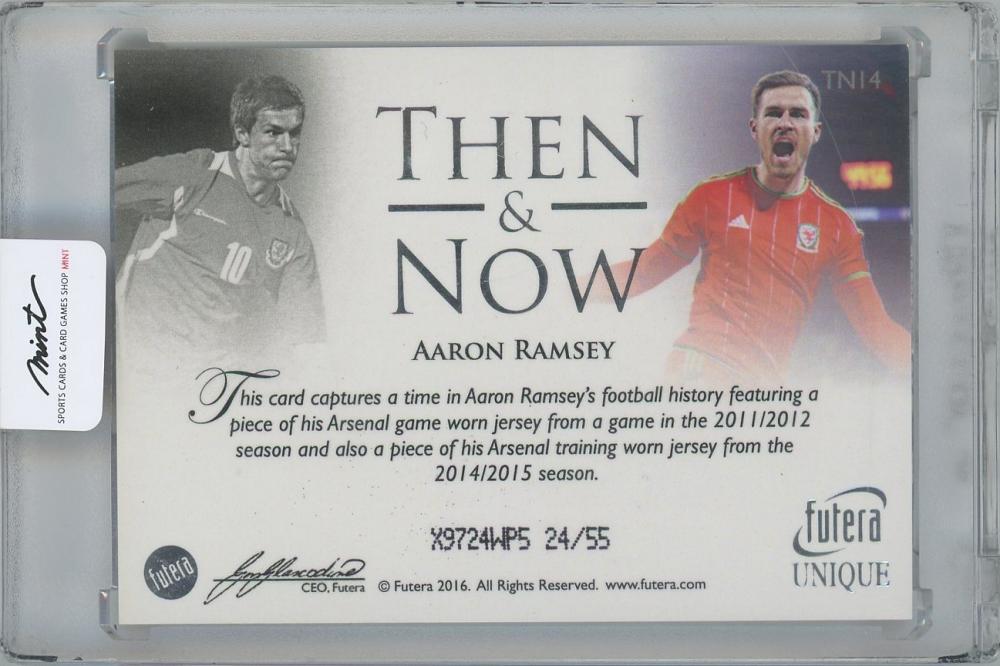 TN14
THEN
&
NOW
10
AARON RAMSEY
This card captures a time in Aaron Ramsey's football history featuring a
piece of his Arsenal game worn jersey from a game in the 2011/2012
season and also a piece of his Arsenal training worn jersey from the
2014/2015 season.
X9724WP5 24/55
futera
UNIQUE
futera
CEO, Futera
© Futera 2016. All Rights Reserved. www.futera.com
mint
SPORTS CARDS & CARD GAMES SHOP MINT